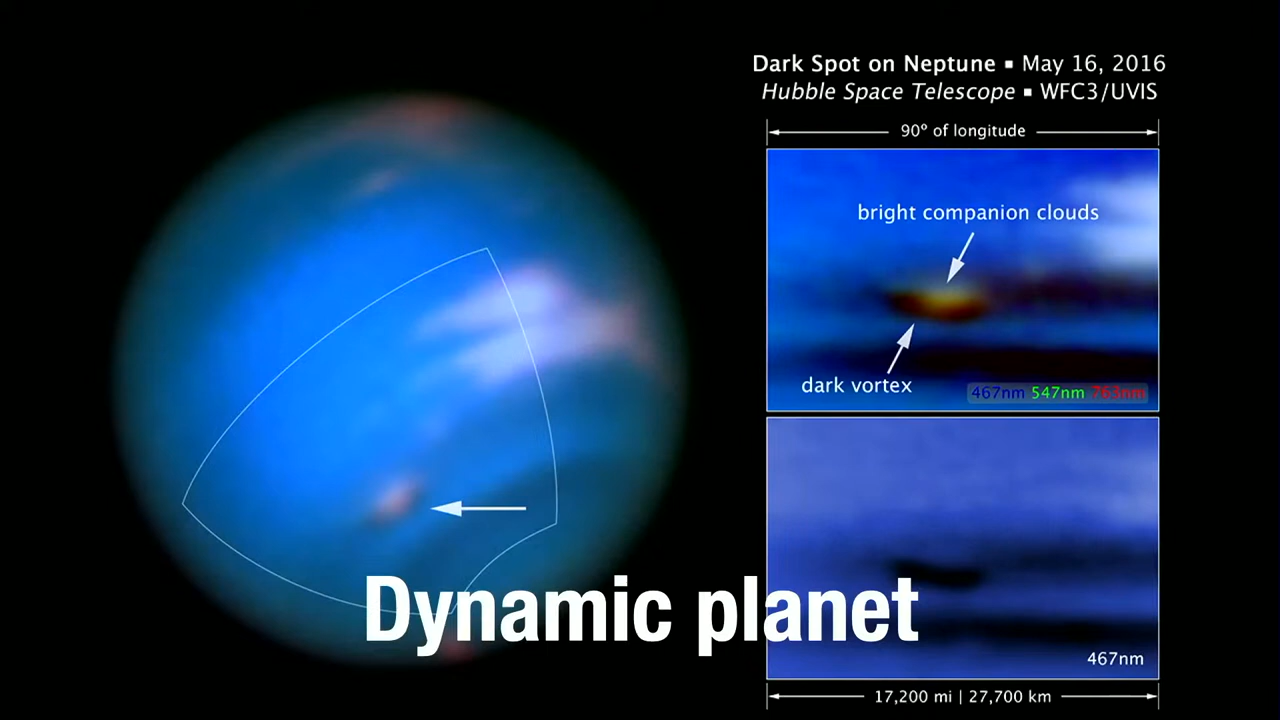 Dark Spot on Neptune ▪ May 16, 2016
Hubble Space Telescope ▪ WFC3/UVIS
90° of longitude
bright companion clouds
dark vortex
467nm 547nm 763nm
Dynamic planet
467nm
17,200 mi | 27,700 km